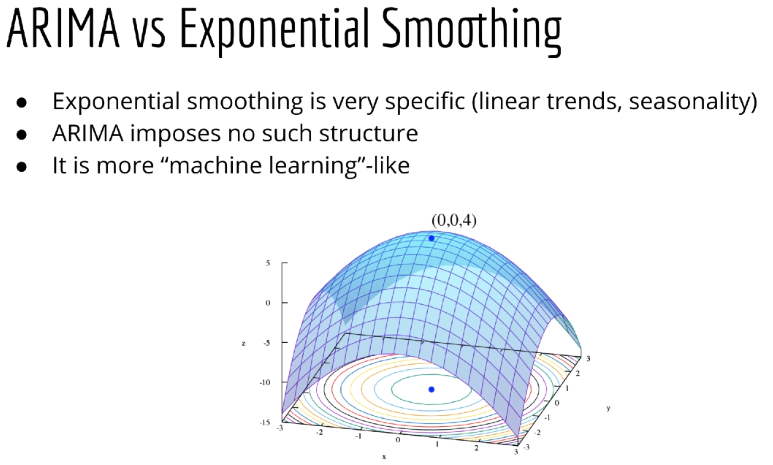 ARIMA vs Exponential Smoothing
● Exponential smoothing is very specific (linear trends, seasonality)
● ARIMA imposes no such structure
● It is more “machine learning”-like
(0,0,4)
5
0
-5
-10
-15
z
-3
-2
-1
0
1
2
3
x
-3
-2
-1
0
1
2
3
y